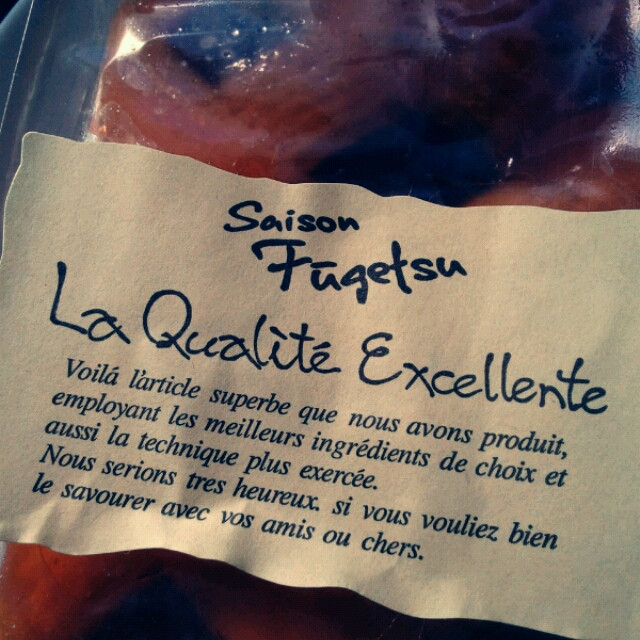 Saison
Fūgetsu
La Qualité Excellente
Voilá l'article superbe que nous avons produit,
employant les meilleurs ingrédients de choix et
aussi la technique plus exercée.
Nous serions tres heureux. si vous vouliez bien
le savourer avec vos amis ou chers.